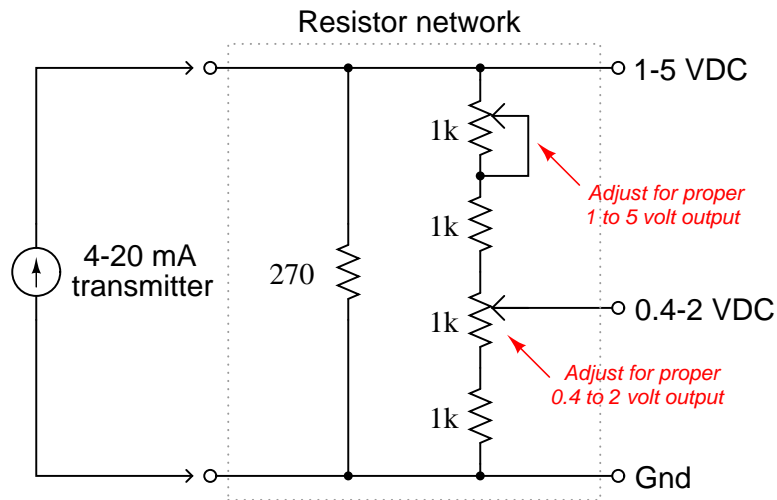 Resistor network
1-5 VDC
1k
Adjust for proper
1 to 5 volt output
1k
4-20 mA
transmitter
270
1k
0.4-2 VDC
Adjust for proper
0.4 to 2 volt output
1k
Gnd